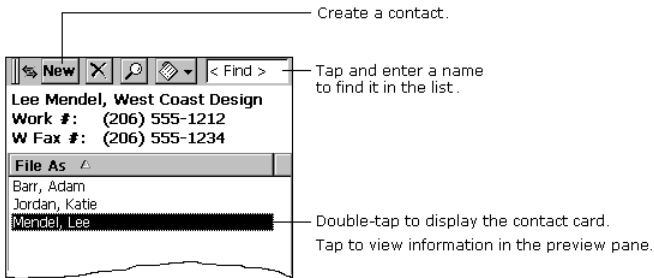 Create a contact.
New
< Find >
Tap and enter a name
to find it in the list.
Lee Mendel, West Coast Design
Work #: (206) 555-1212
W Fax #: (206) 555-1234
File As
Barr, Adam
Jordan, Katie
Mendel, Lee
Double-tap to display the contact card.
Tap to view information in the preview pane.